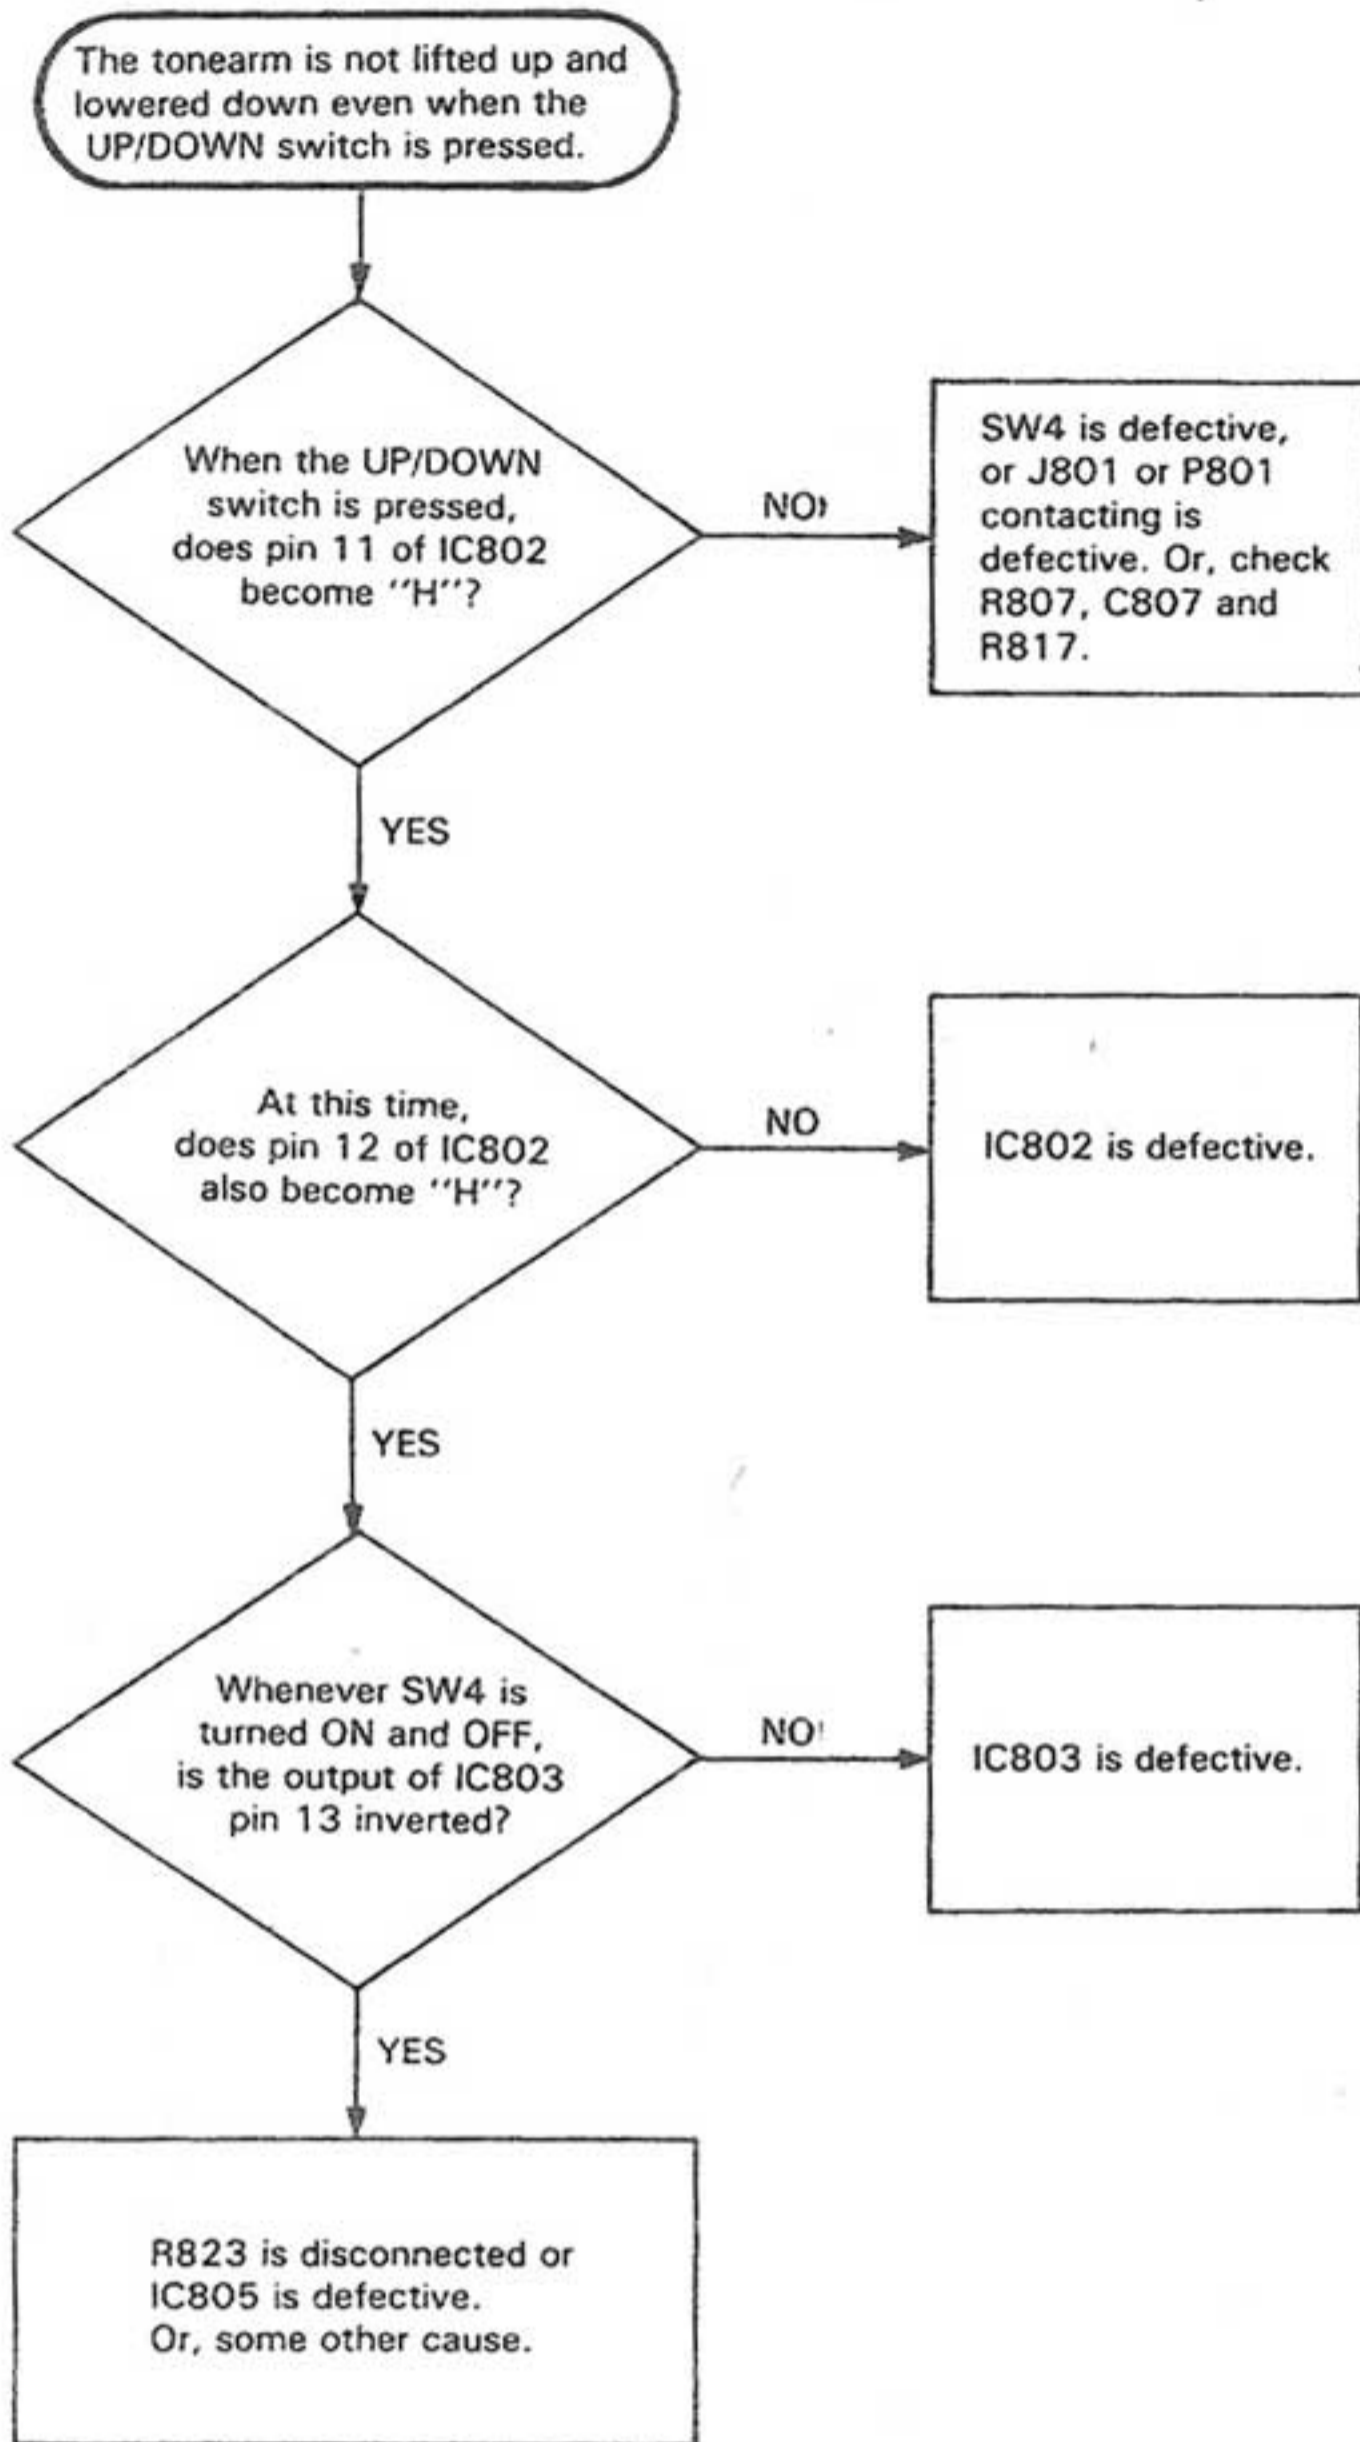 The tonearm is not lifted up and
lowered down even when the
UP/DOWN switch is pressed.
When the UP/DOWN
switch is pressed,
does pin 11 of IC802
become "H"?
NO
SW4 is defective,
or J801 or P801
contacting is
defective. Or, check
R807, C807 and
R817.
YES
At this time,
does pin 12 of IC802
also become "H"?
NO
IC802 is defective.
YES
Whenever SW4 is
turned ON and OFF,
is the output of IC803
pin 13 inverted?
NO
IC803 is defective.
YES
R823 is disconnected or
IC805 is defective.
Or, some other cause.